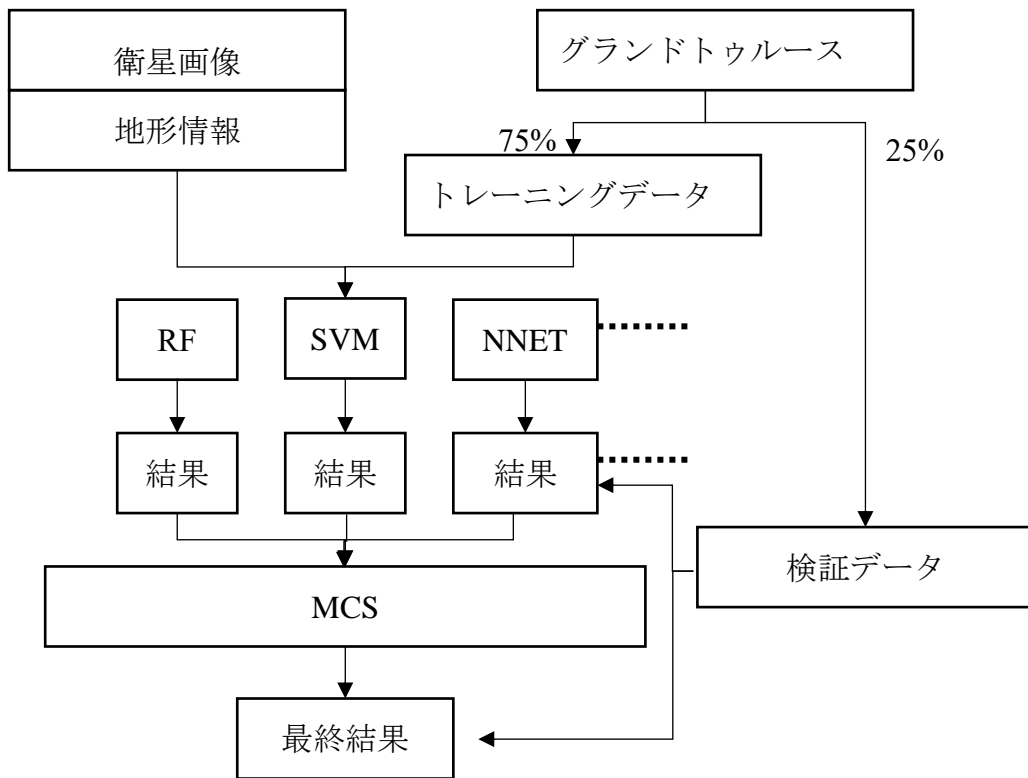 衛星画像
グランドトゥルース
地形情報
75%
25%
トレーニングデータ
RF
SVM
NNET
結果
結果
結果
検証データ
MCS
最終結果